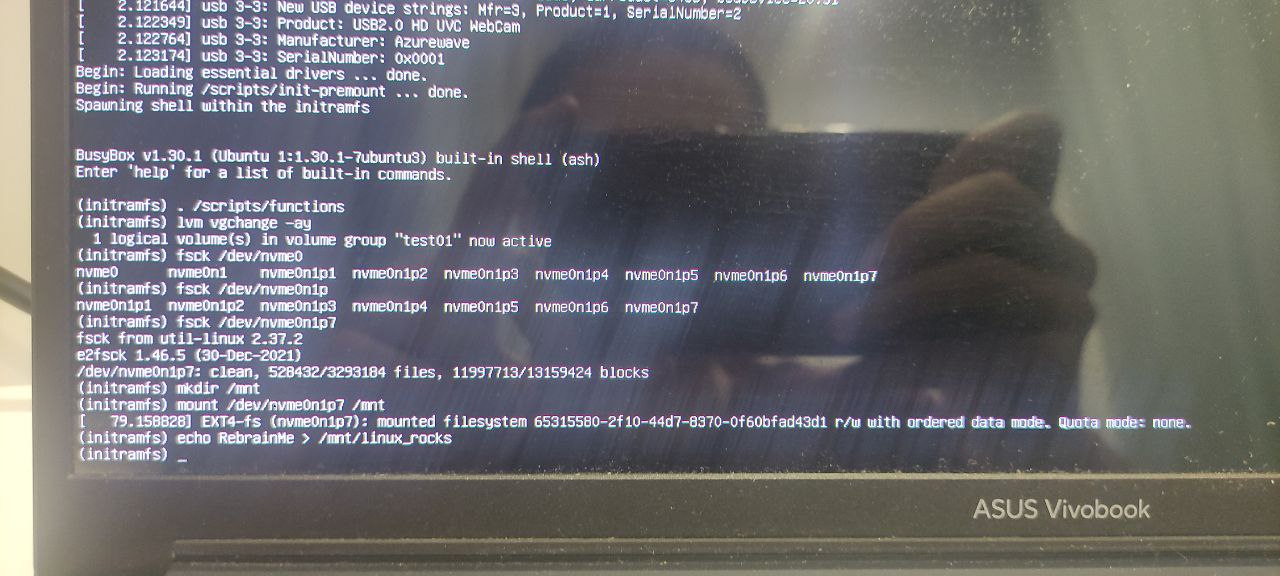 [    2.121644] usb 3-3: New USB device strings: Mfr=3, Product=1, SerialNumber=2
[    2.122349] usb 3-3: Product: USB2.0 HD UVC WebCam
[    2.122764] usb 3-3: Manufacturer: Azurewave
[    2.123174] usb 3-3: SerialNumber: 0x0001
Begin: Loading essential drivers ... done.
Begin: Running /scripts/init-premount ... done.
Spawning shell within the initramfs
BusyBox v1.30.1 (Ubuntu 1:1.30.1-7ubuntu3) built-in shell (ash)
Enter 'help' for a list of built-in commands.
(initramfs) . /scripts/functions
(initramfs) lvm vgchange -ay
  1 logical volume(s) in volume group "test01" now active
(initramfs) fsck /dev/nvme0
nvme0      nvme0n1    nvme0n1p1  nvme0n1p2  nvme0n1p3  nvme0n1p4  nvme0n1p5  nvme0n1p6  nvme0n1p7
(initramfs) fsck /dev/nvme0n1p
nvme0n1p1  nvme0n1p2  nvme0n1p3  nvme0n1p4  nvme0n1p5  nvme0n1p6  nvme0n1p7
(initramfs) fsck /dev/nvme0n1p7
fsck from util-linux 2.37.2
e2fsck 1.46.5 (30-Dec-2021)
/dev/nvme0n1p7: clean, 528432/3293184 files, 11997713/13159424 blocks
(initramfs) mkdir /mnt
(initramfs) mount /dev/nvme0n1p7 /mnt
[   79.158828] EXT4-fs (nvme0n1p7): mounted filesystem 65315580-2f10-44d7-8370-0f60bfad43d1 r/w with ordered data mode. Quota mode: none.
(initramfs) echo RebrainMe > /mnt/linux_rocks
(initramfs) _
ASUS Vivobook